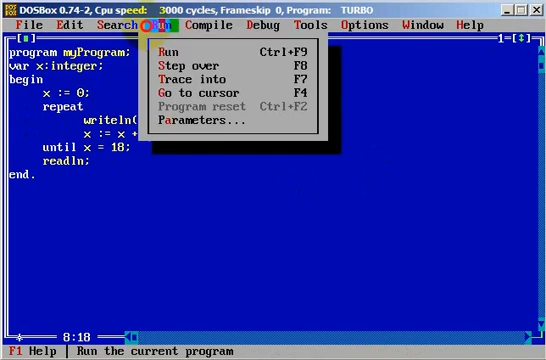 DOSBox 0.74-2, Cpu speed: 3000 cycles, Frameskip 0, Program: TURBO
File Edit Search Run Compile Debug Tools Options Window Help
1=[↕]
program myProgram;
var x:integer;
begin
x := 0;
repeat
writeln(
x := x +
until x = 18;
readln;
end.
Run Ctrl+F9
Step over F8
Trace into F7
Go to cursor F4
Program reset Ctrl+F2
Parameters...
8:18
F1 Help | Run the current program